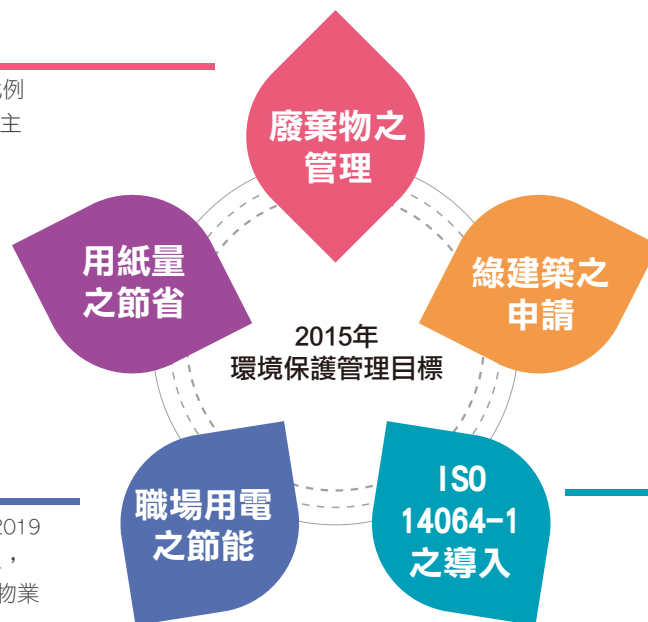 例
主
廢棄物之
管理
用紙量
之節省
綠建築之
申請
2015年
環境保護管理目標
職場用電
之節能
ISO
14064-1
之導入
2019
，
物業